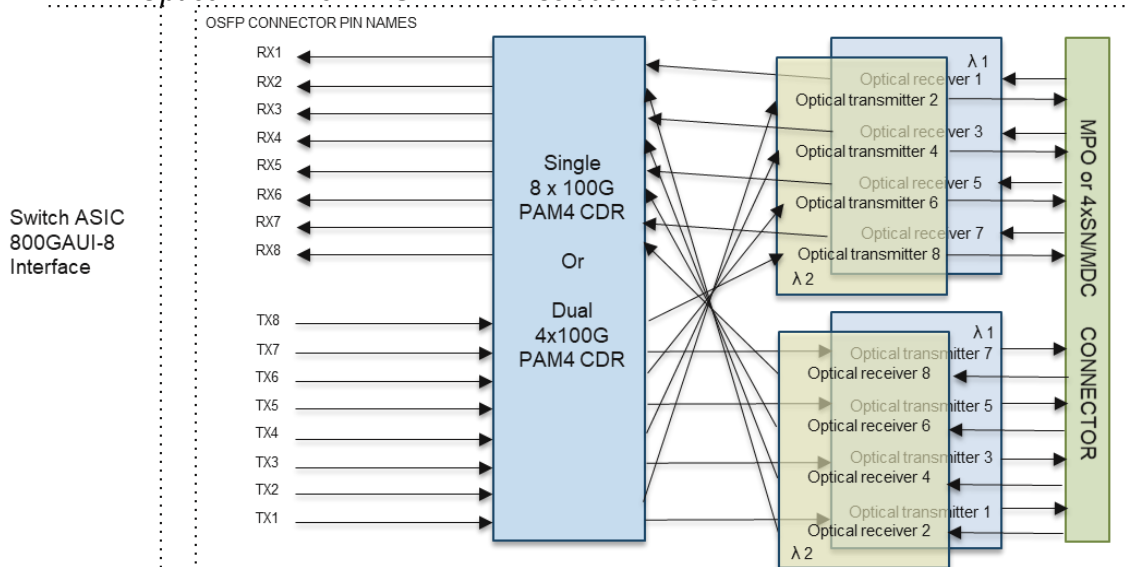 OSFP CONNECTOR PIN NAMES
RX1
RX2
RX3
RX4
RX5
RX6
RX7
RX8
TX8
TX7
TX6
TX5
TX4
TX3
TX2
TX1
Switch ASIC
800GAUI-8
Interface
Single
8 x 100G
PAM4 CDR
Or
Dual
4x100G
PAM4 CDR
λ 1
Optical receiver 1
Optical transmitter 2
Optical receiver 3
Optical transmitter 4
Optical receiver 5
Optical transmitter 6
Optical receiver 7
Optical transmitter 8
λ 2
λ 1
Optical transmitter 7
Optical receiver 8
Optical transmitter 5
Optical receiver 6
Optical transmitter 3
Optical receiver 4
Optical transmitter 1
Optical receiver 2
λ 2
MPO or 4xSN/MDC CONNECTOR